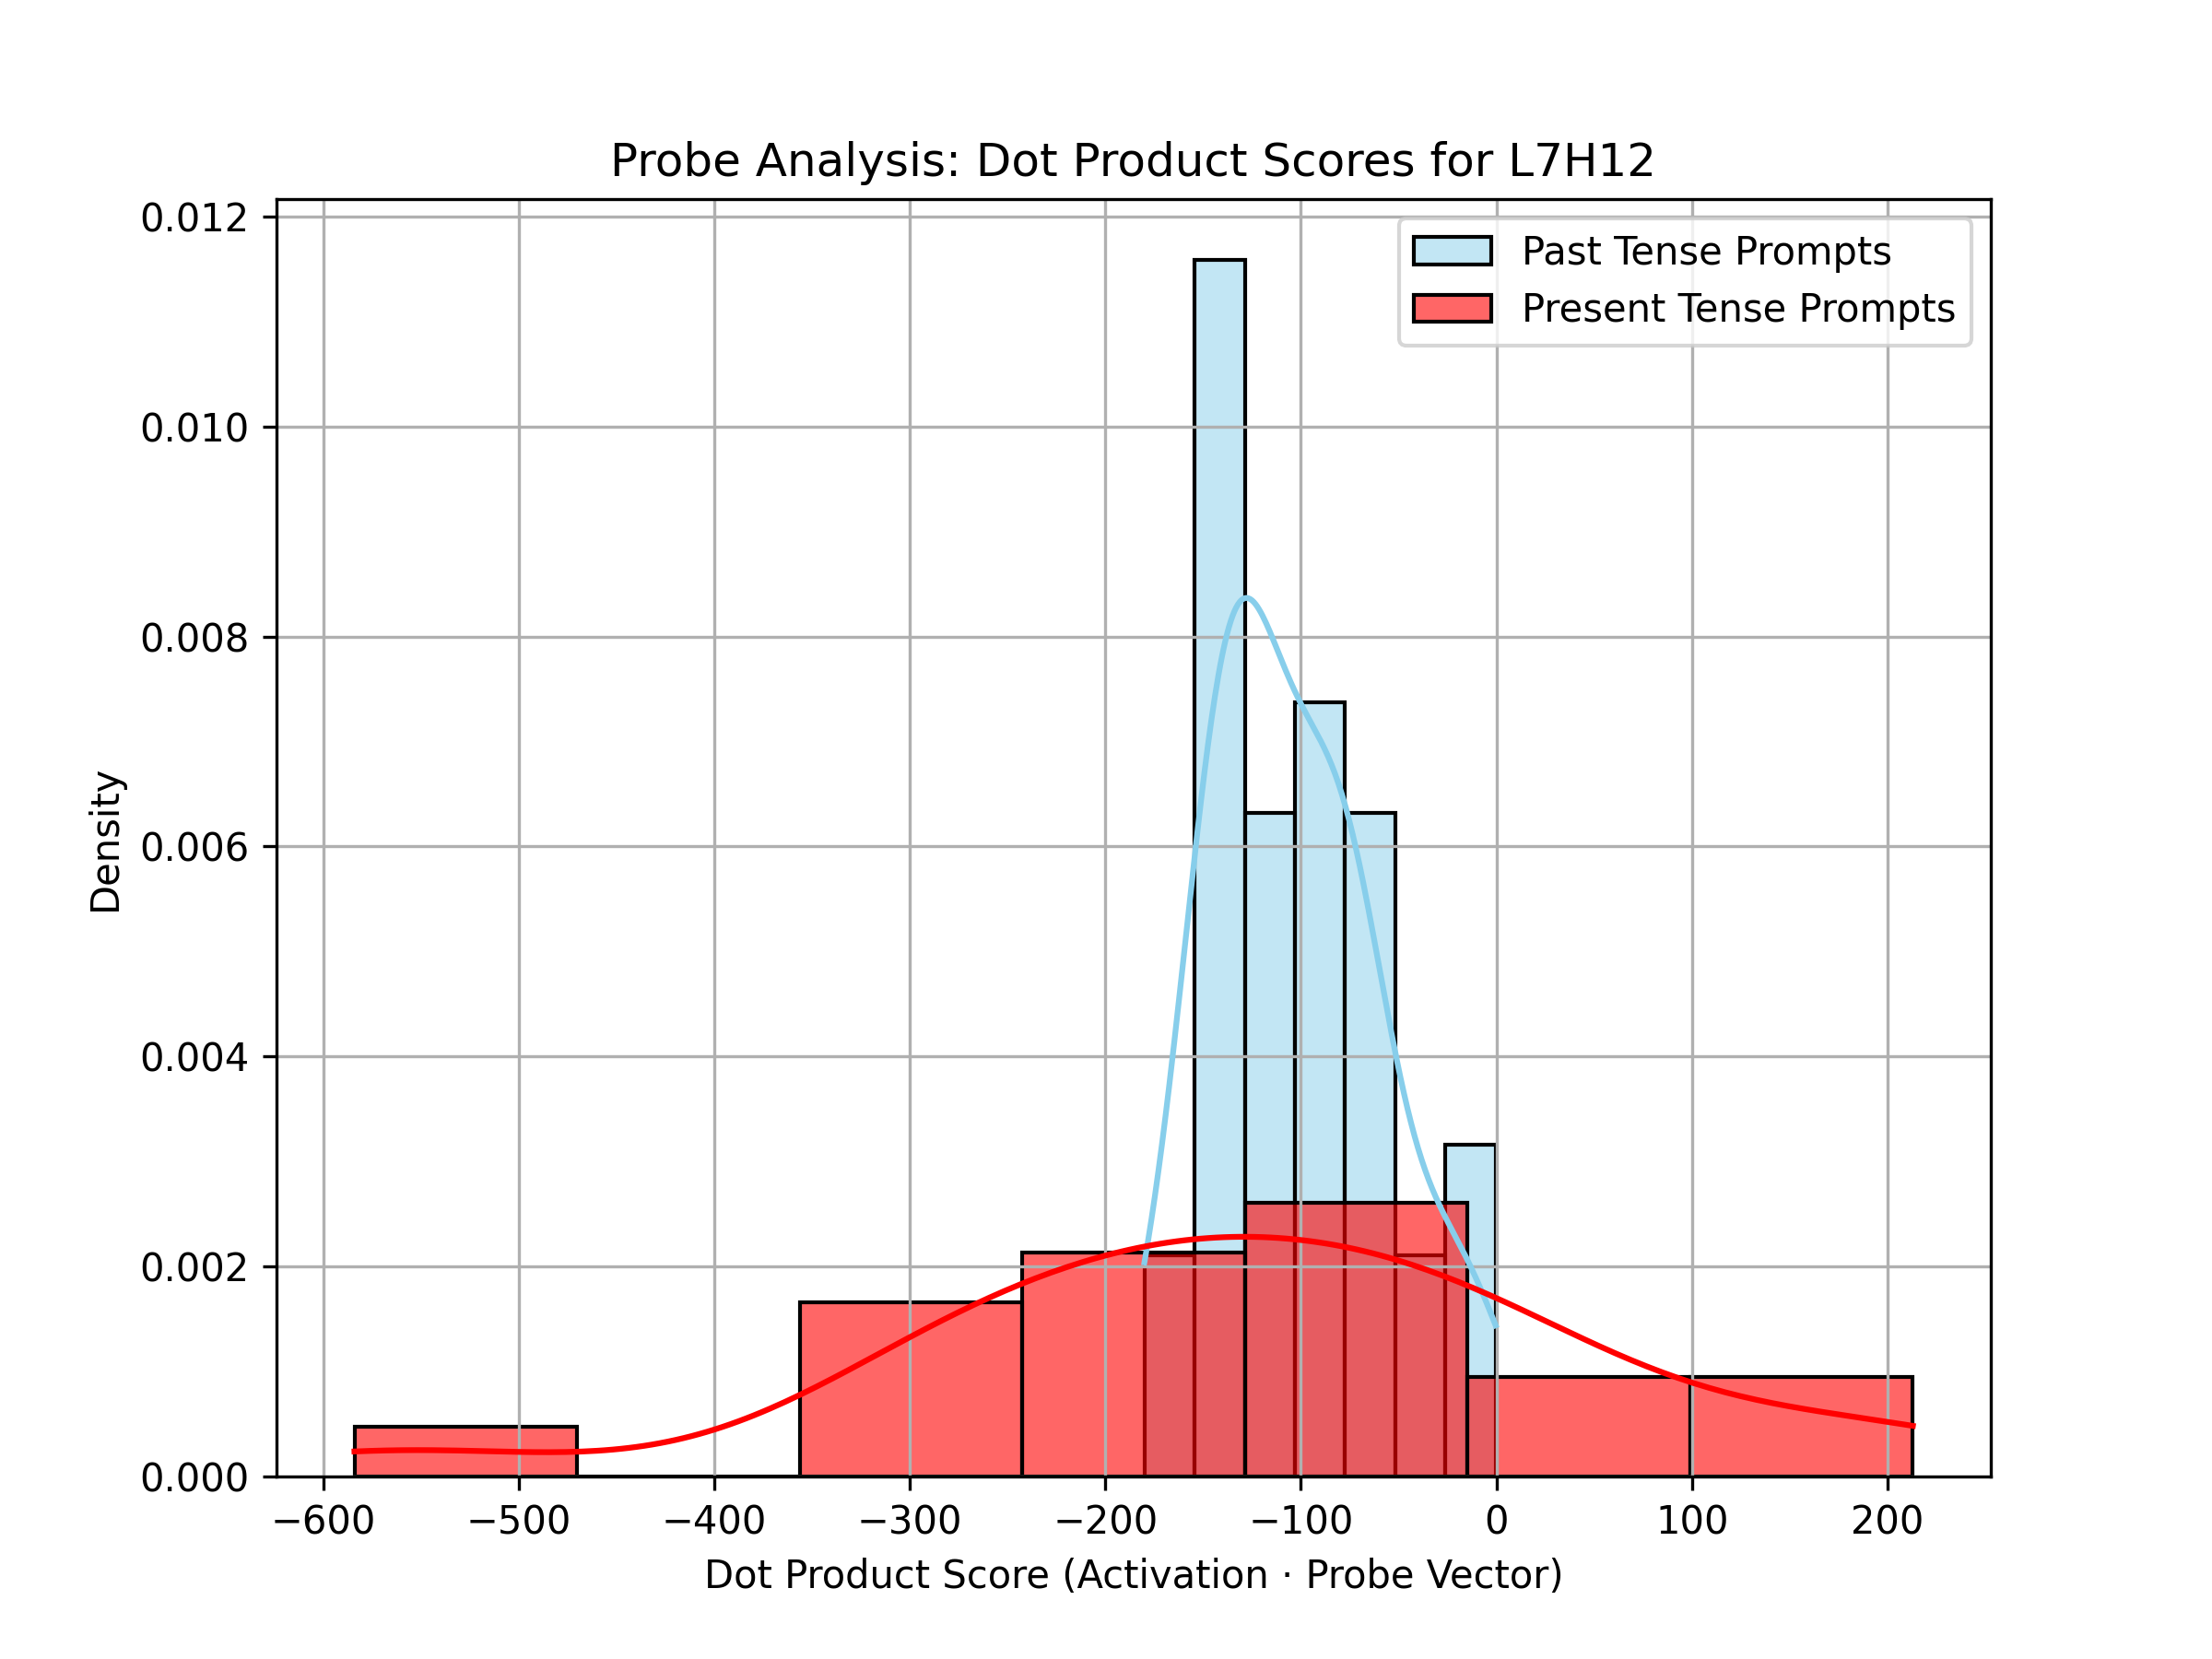 Probe Analysis: Dot Product Scores for L7H12
Past Tense Prompts
Present Tense Prompts
Density
0.012
0.010
0.008
0.006
0.004
0.002
0.000
−600 −500 −400 −300 −200 −100 0 100 200
Dot Product Score (Activation · Probe Vector)